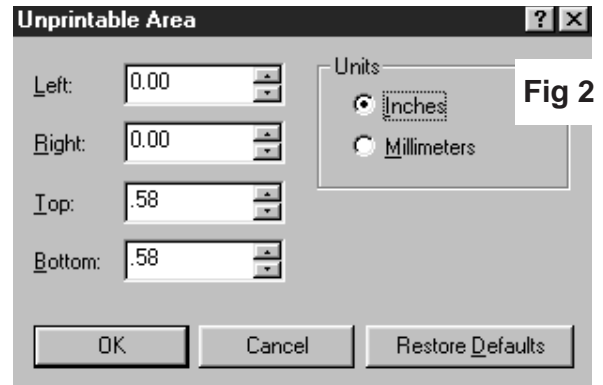 Unprintable Area
? ×
Left: 0.00
Right: 0.00
Top: .58
Bottom: .58
Units
Inches
Millimeters
Fig 2
OK Cancel Restore Defaults